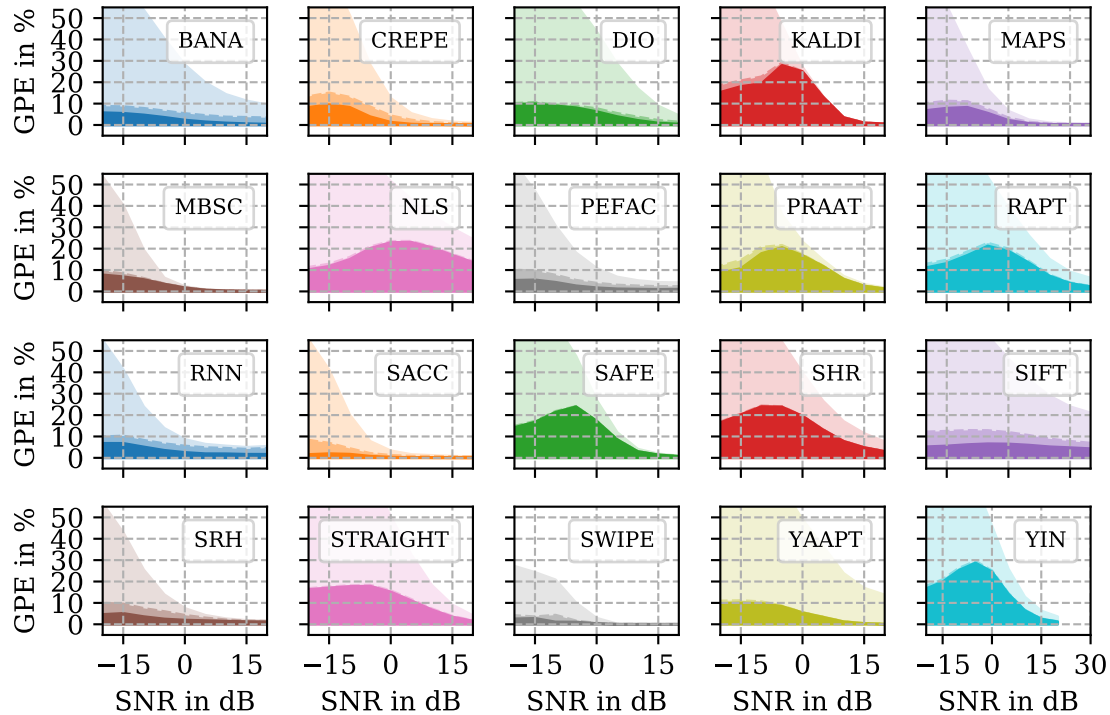 GPE in %
50
40
30
20
10
0
BANA
CREPE
DIO
KALDI
MAPS
GPE in %
50
40
30
20
10
0
MBSC
NLS
PEFAC
PRAAT
RAPT
GPE in %
50
40
30
20
10
0
RNN
SACC
SAFE
SHR
SIFT
GPE in %
50
40
30
20
10
0
SRH
STRAIGHT
SWIPE
YAAPT
YIN
−15 0 15
−15 0 15
−15 0 15
−15 0 15
−15 0 15 30
SNR in dB
SNR in dB
SNR in dB
SNR in dB
SNR in dB